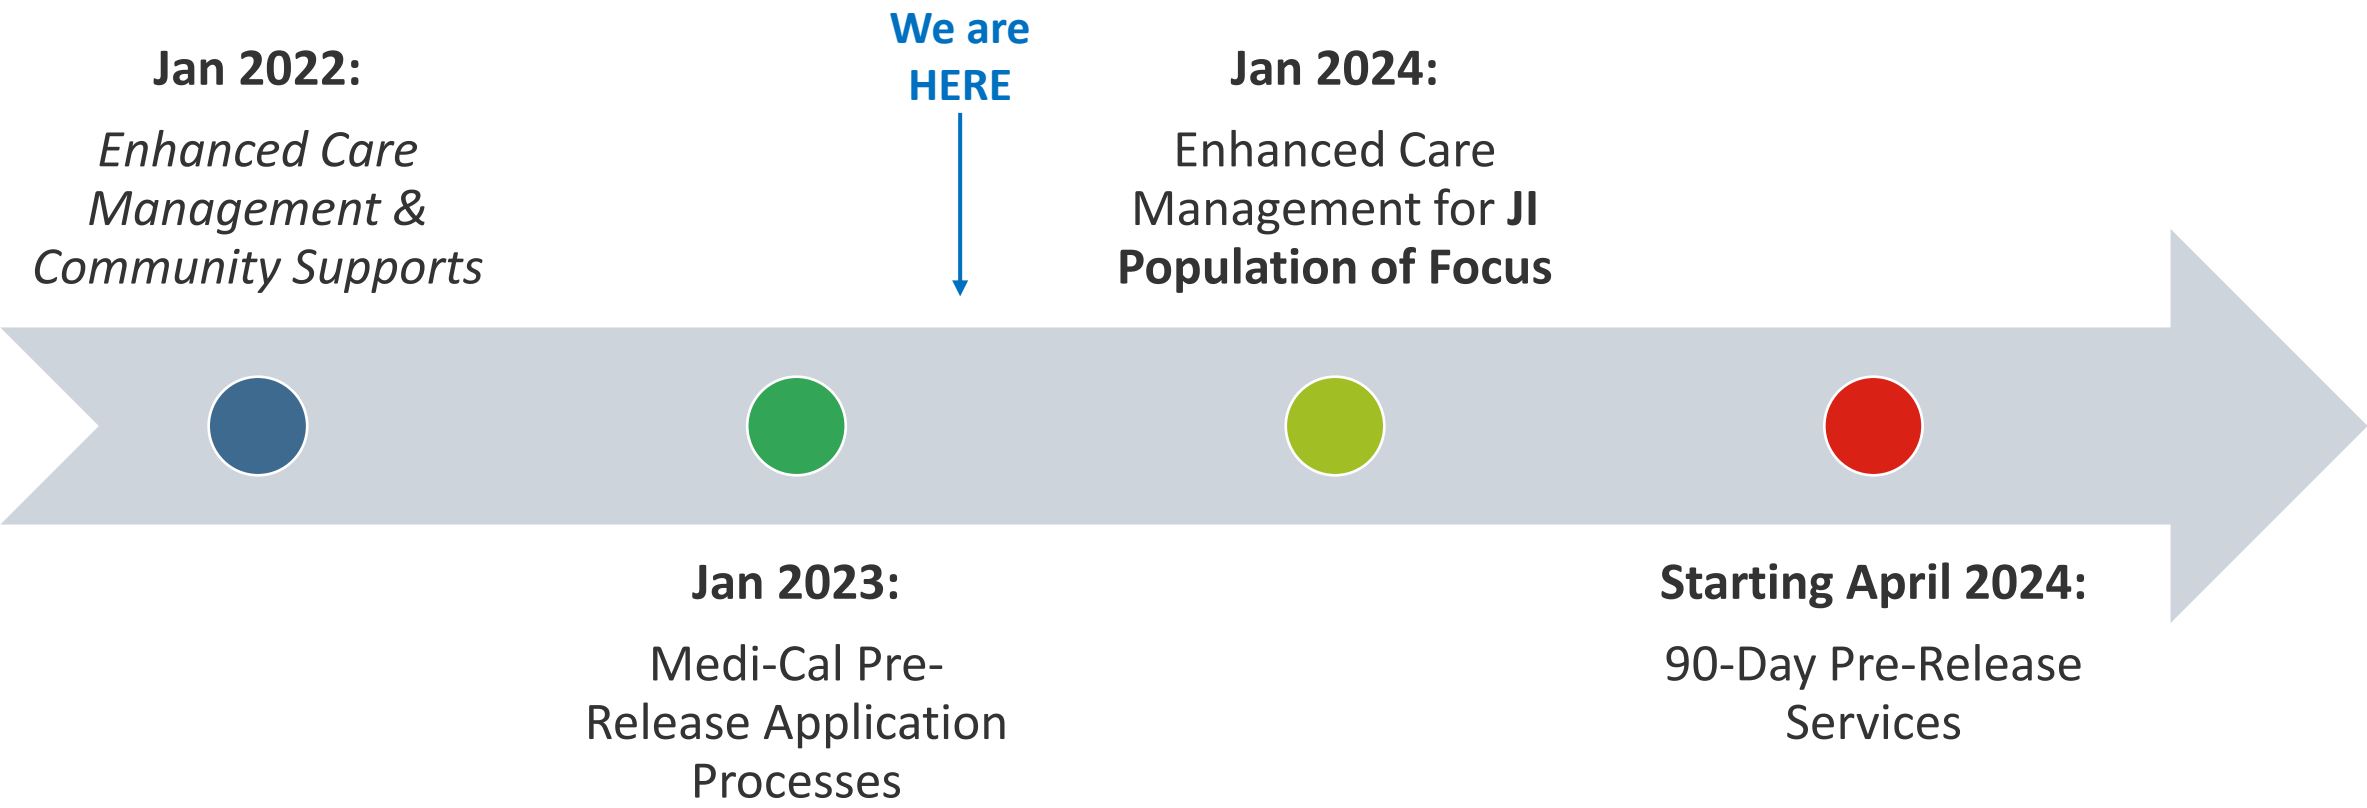 Jan 2022:
Enhanced Care
Management &
Community Supports
We are
HERE
Jan 2024:
Enhanced Care
Management for JI
Population of Focus
Jan 2023:
Medi-Cal Pre-
Release Application
Processes
Starting April 2024:
90-Day Pre-Release
Services